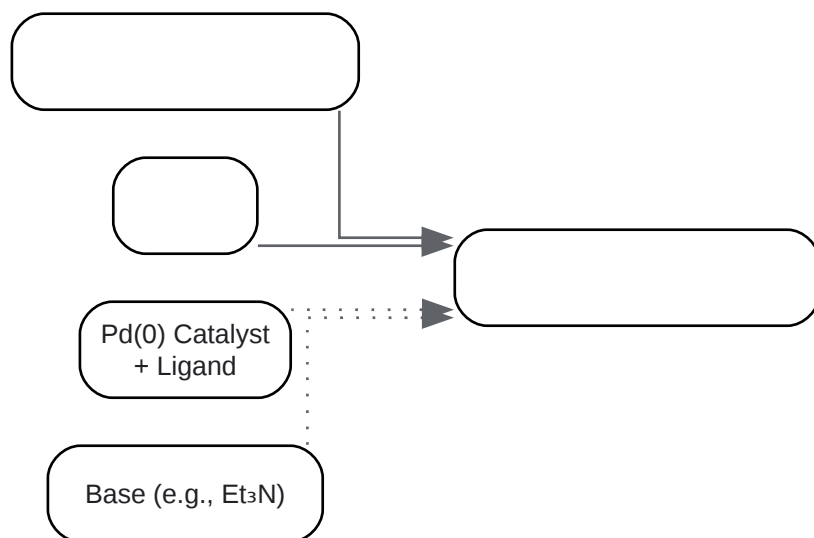 Pd(0) Catalyst
+ Ligand
Base (e.g., Et₃N)